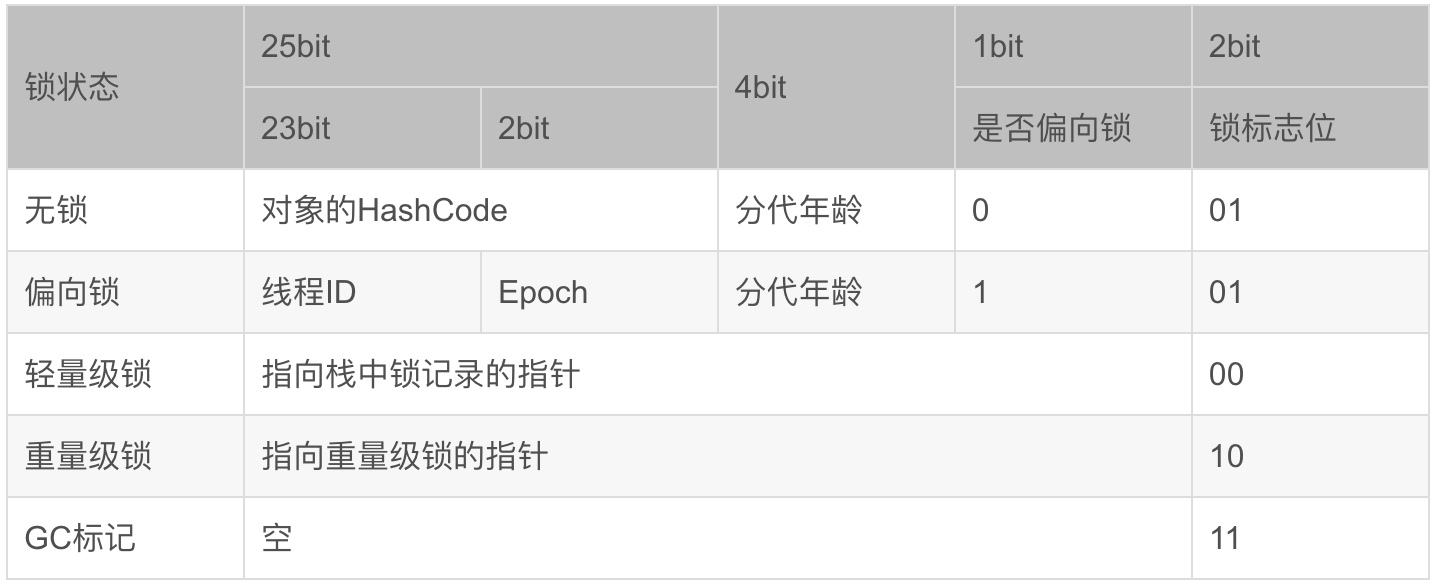 锁状态 25bit 4bit 1bit 2bit
23bit 2bit 是否偏向锁 锁标志位
无锁 对象的HashCode 分代年龄 0 01
偏向锁 线程ID Epoch 分代年龄 1 01
轻量级锁 指向栈中锁记录的指针 00
重量级锁 指向重量级锁的指针 10
GC标记 空 11